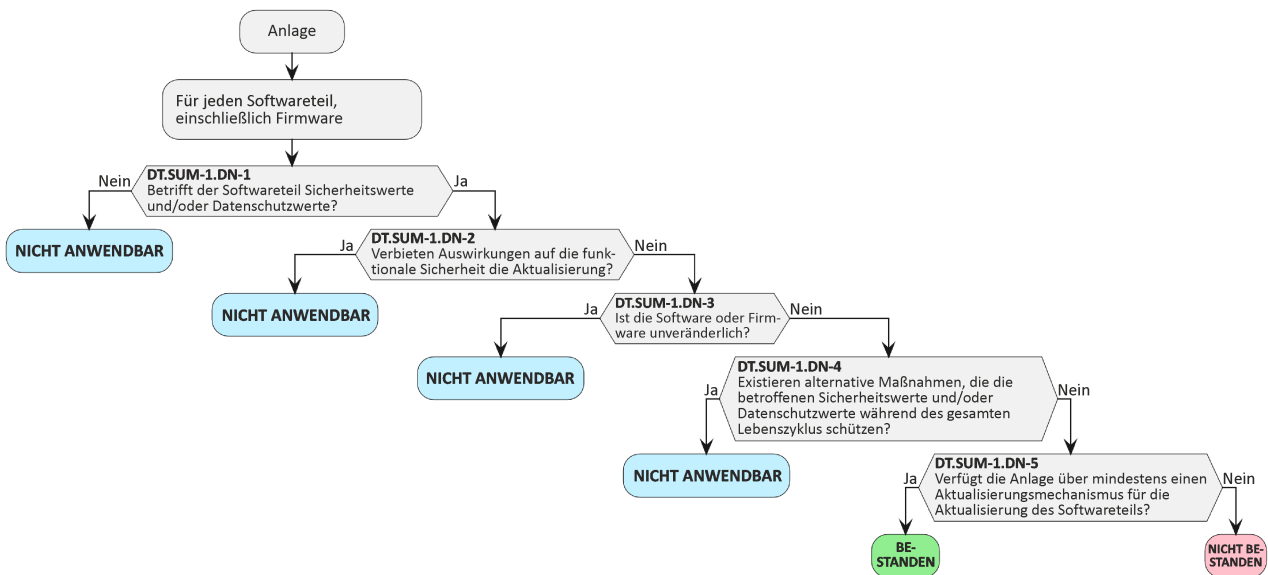 Anlage
Für jeden Softwareteil,
einschließlich Firmware
Nein
DT.SUM-1.DN-1
Betrifft der Softwareteil Sicherheitswerte
und/oder Datenschutzwerte?
Ja
NICHT ANWENDBAR
Ja
DT.SUM-1.DN-2
Verbieten Auswirkungen auf die funk-
tionale Sicherheit die Aktualisierung?
Nein
NICHT ANWENDBAR
Ja
DT.SUM-1.DN-3
Ist die Software oder Firm-
ware unveränderlich?
Nein
NICHT ANWENDBAR
Ja
DT.SUM-1.DN-4
Existieren alternative Maßnahmen, die die
betroffenen Sicherheitswerte und/oder
Datenschutzwerte während des gesamten
Lebenszyklus schützen?
Nein
NICHT ANWENDBAR
Ja
DT.SUM-1.DN-5
Verfügt die Anlage über mindestens einen
Aktualisierungsmechanismus für die
Aktualisierung des Softwareteils?
Nein
BE-
STANDEN
NICHT BE-
STANDEN